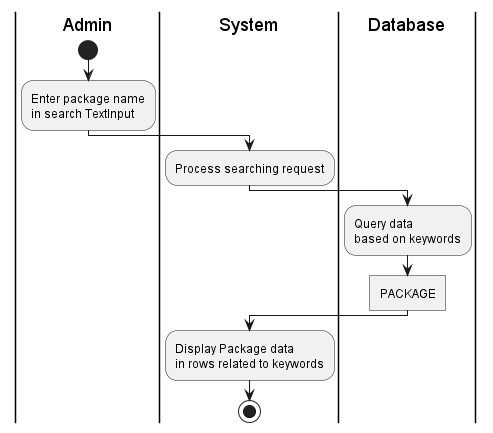 Admin
System
Database
Enter package name
in search TextInput
Process searching request
Query data
based on keywords
PACKAGE
Display Package data
in rows related to keywords